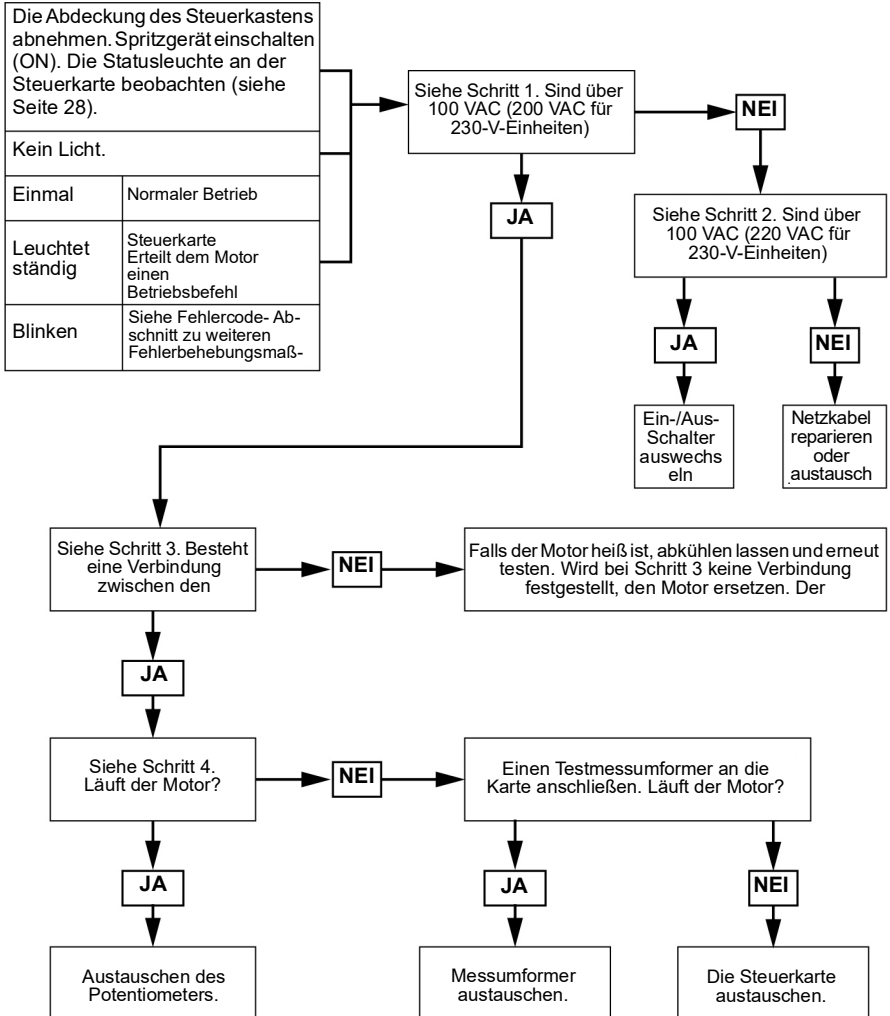 Die Abdeckung des Steuerkastens
abnehmen. Spritzgerät einschalten
(ON). Die Statusleuchte an der
Steuerkarte beobachten (siehe
Seite 28).
Kein Licht.
Einmal
Normaler Betrieb
Leuchtet
ständig
Steuerkarte
Erteilt dem Motor
einen
Betriebsbefehl
Blinken
Siehe Fehlercode- Ab-
schnitt zu weiteren
Fehlerbehebungsmaß-
Siehe Schritt 1. Sind über
100 VAC (200 VAC für
230-V-Einheiten)
NEI
JA
Siehe Schritt 2. Sind über
100 VAC (220 VAC für
230-V-Einheiten)
JA
NEI
Ein-/Aus-
Schalter
auswechs
eln
Netzkabel
reparieren
oder
austausch
Siehe Schritt 3. Besteht
eine Verbindung
zwischen den
NEI
Falls der Motor heiß ist, abkühlen lassen und erneut
testen. Wird bei Schritt 3 keine Verbindung
festgestellt, den Motor ersetzen. Der
JA
Siehe Schritt 4.
Läuft der Motor?
NEI
Einen Testmessumformer an die
Karte anschließen. Läuft der Motor?
JA
JA
NEI
Austauschen des
Potentiometers.
Messumformer
austauschen.
Die Steuerkarte
austauschen.